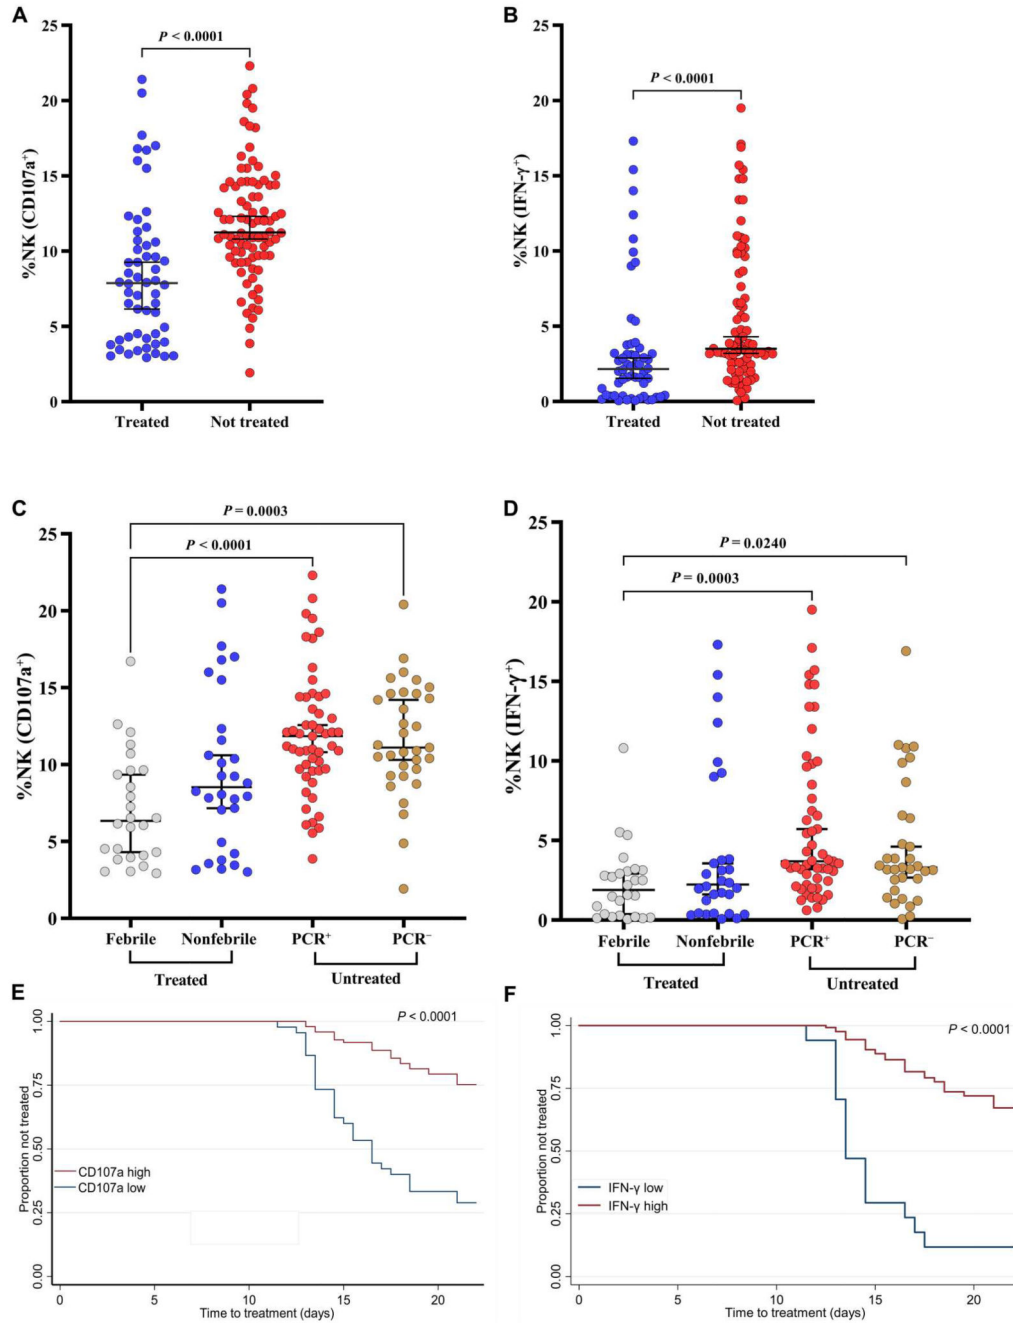 A
25
20
15
10
5
0
%NK (CD107a⁺)
P < 0.0001
Treated
Not treated
B
25
20
15
10
5
0
%NK (IFN-γ⁺)
P < 0.0001
Treated
Not treated
C
25
20
15
10
5
0
%NK (CD107a⁺)
P = 0.0003
P < 0.0001
Febrile
Nonfebrile
PCR⁺
PCR⁻
Treated
Untreated
D
25
20
15
10
5
0
%NK (IFN-γ⁺)
P = 0.0240
P = 0.0003
Febrile
Nonfebrile
PCR⁺
PCR⁻
Treated
Untreated
E
P < 0.0001
Proportion not treated
1.00
0.75
0.50
0.25
0.00
CD107a high
CD107a low
0
5
10
15
20
Time to treatment (days)
F
P < 0.0001
Proportion not treated
1.00
0.75
0.50
0.25
0.00
IFN-γ low
IFN-γ high
0
5
10
15
20
Time to treatment (days)